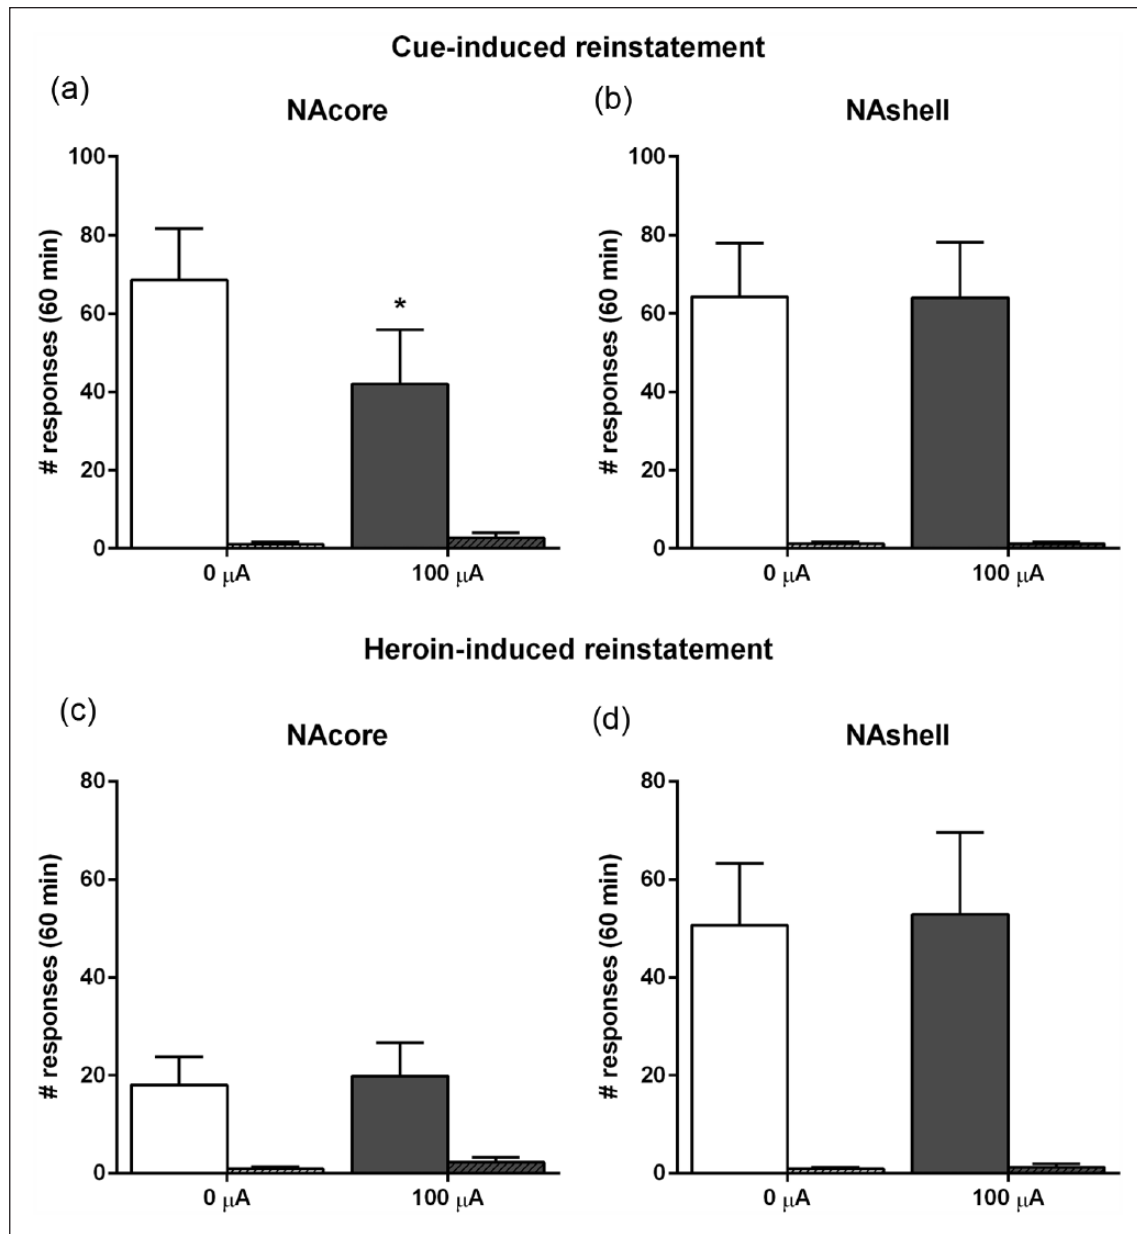 Cue-induced reinstatement
(a)
NAcore
# responses (60 min)
100
80
60
40
20
0
*
0 μA
100 μA
(b)
NAshell
# responses (60 min)
100
80
60
40
20
0
0 μA
100 μA
Heroin-induced reinstatement
(c)
NAcore
# responses (60 min)
80
60
40
20
0
0 μA
100 μA
(d)
NAshell
# responses (60 min)
80
60
40
20
0
0 μA
100 μA